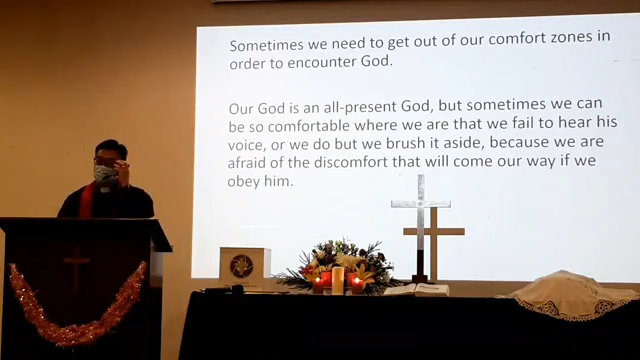 Sometimes we need to get out of our comfort zones in
order to encounter God.
Our God is an all-present God, but sometimes we can
be so comfortable where we are that we fail to hear his
voice, or we do but we brush it aside, because we are
afraid of the discomfort that will come our way if we
obey him.